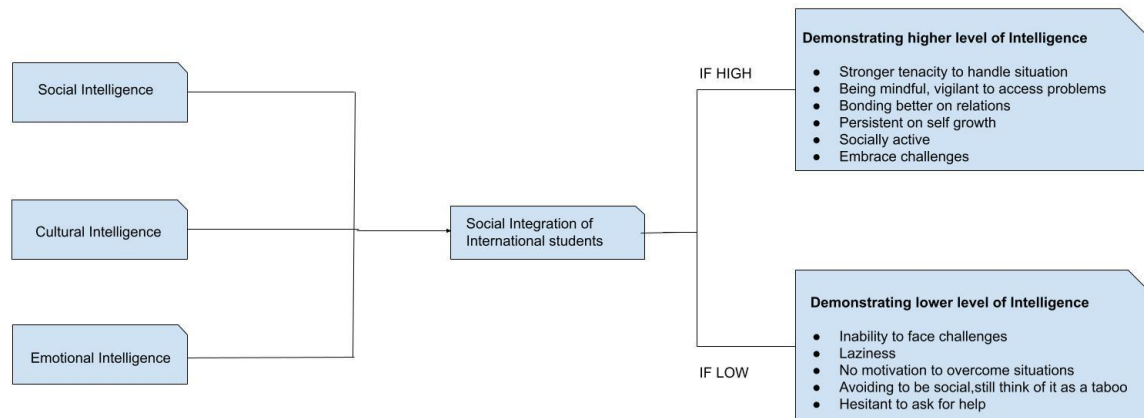 Social Intelligence
Cultural Intelligence
Emotional Intelligence
Social Integration of
International students
IF HIGH
Demonstrating higher level of Intelligence
● Stronger tenacity to handle situation
● Being mindful, vigilant to access problems
● Bonding better on relations
● Persistent on self growth
● Socially active
● Embrace challenges
IF LOW
Demonstrating lower level of Intelligence
● Inability to face challenges
● Laziness
● No motivation to overcome situations
● Avoiding to be social,still think of it as a taboo
● Hesitant to ask for help